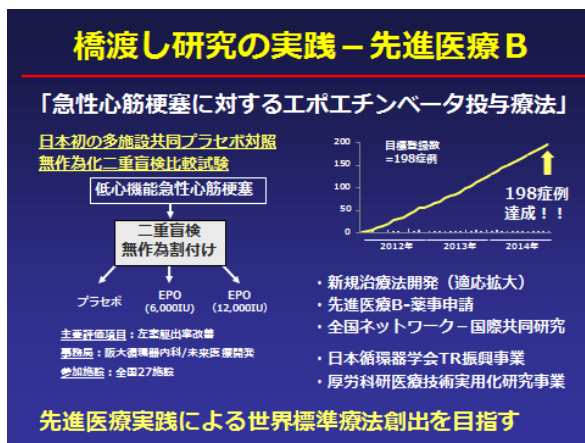 橋渡し研究の実践－先進医療B
「急性心筋梗塞に対するエポエチンベータ投与療法」
日本初の多施設共同プラセボ対照
無作為化二重盲検比較試験
低心機能急性心筋梗塞
二重盲検
無作為割付け
プラセボ
EPO
(6,000IU)
EPO
(12,000IU)
主要評価項目：左室駆出率改善
事務局：阪大循環器内科/未来医療開発
参加施設：全国27施設
200
150
100
50
0
目標登録数
=198症例
198症例
達成！！
2012年
2013年
2014年
・新規治療法開発（適応拡大）
・先進医療B-薬事申請
・全国ネットワーク－国際共同研究
・日本循環器学会TR振興事業
・厚労科研医療技術実用化研究事業
先進医療実践による世界標準療法創出を目指す